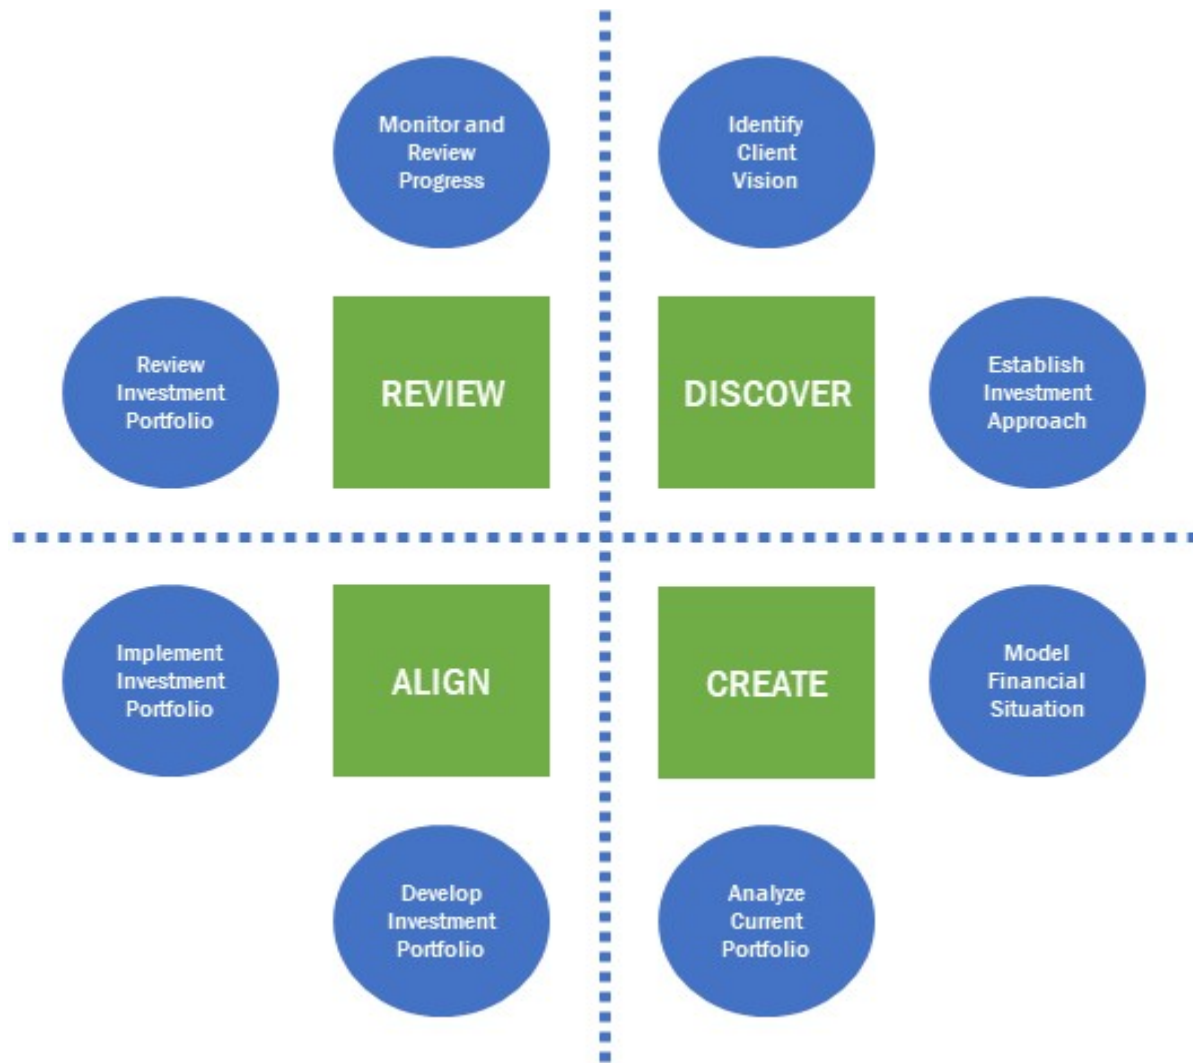 Monitor and
Review
Progress
Identify
Client
Vision
Review
Investment
Portfolio
REVIEW
DISCOVER
Establish
Investment
Approach
Implement
Investment
Portfolio
ALIGN
CREATE
Model
Financial
Situation
Develop
Investment
Portfolio
Analyze
Current
Portfolio